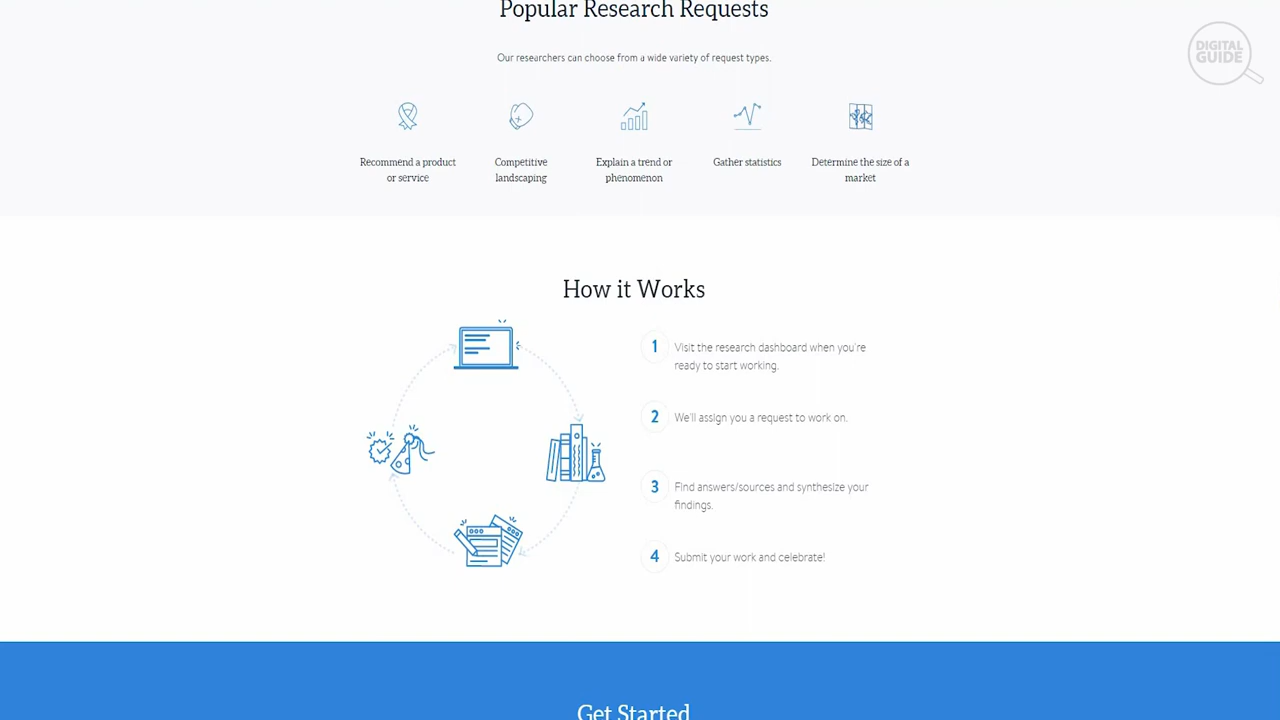 Popular Research Requests
DIGITAL
GUIDE
Our researchers can choose from a wide variety of request types.
Recommend a product
or service
Competitive
landscaping
Explain a trend or
phenomenon
Gather statistics
Determine the size of a
market
How it Works
1 Visit the research dashboard when you're
ready to start working.
2 We'll assign you a request to work on.
3 Find answers/sources and synthesize your
findings.
4 Submit your work and celebrate!
Get Started